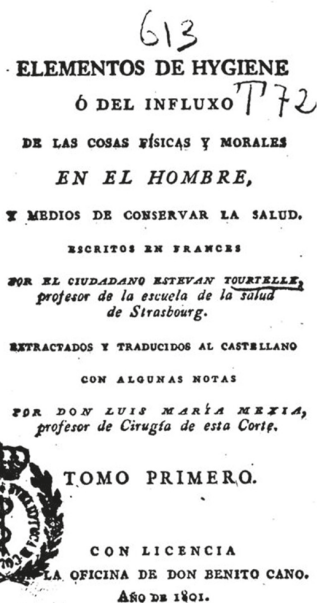 613
ELEMENTOS DE HYGIENE
T 72
Ó DEL INFLUXO
DE LAS COSAS FÍSICAS Y MORALES
EN EL HOMBRE,
Y MEDIOS DE CONSERVAR LA SALUD.
ESCRITOS EN FRANCES
POR EL CIUDADANO ESTEVAN TOURTELLE,
profesor de la escuela de la salud
de Strasbourg.
EXTRACTADOS Y TRADUCIDOS AL CASTELLANO
CON ALGUNAS NOTAS
POR DON LUIS MARÍA MEXIA,
profesor de Cirugía de esta Corte.
TOMO PRIMERO.
CON LICENCIA
LA OFICINA DE DON BENITO CANO.
AÑO DE 1801.